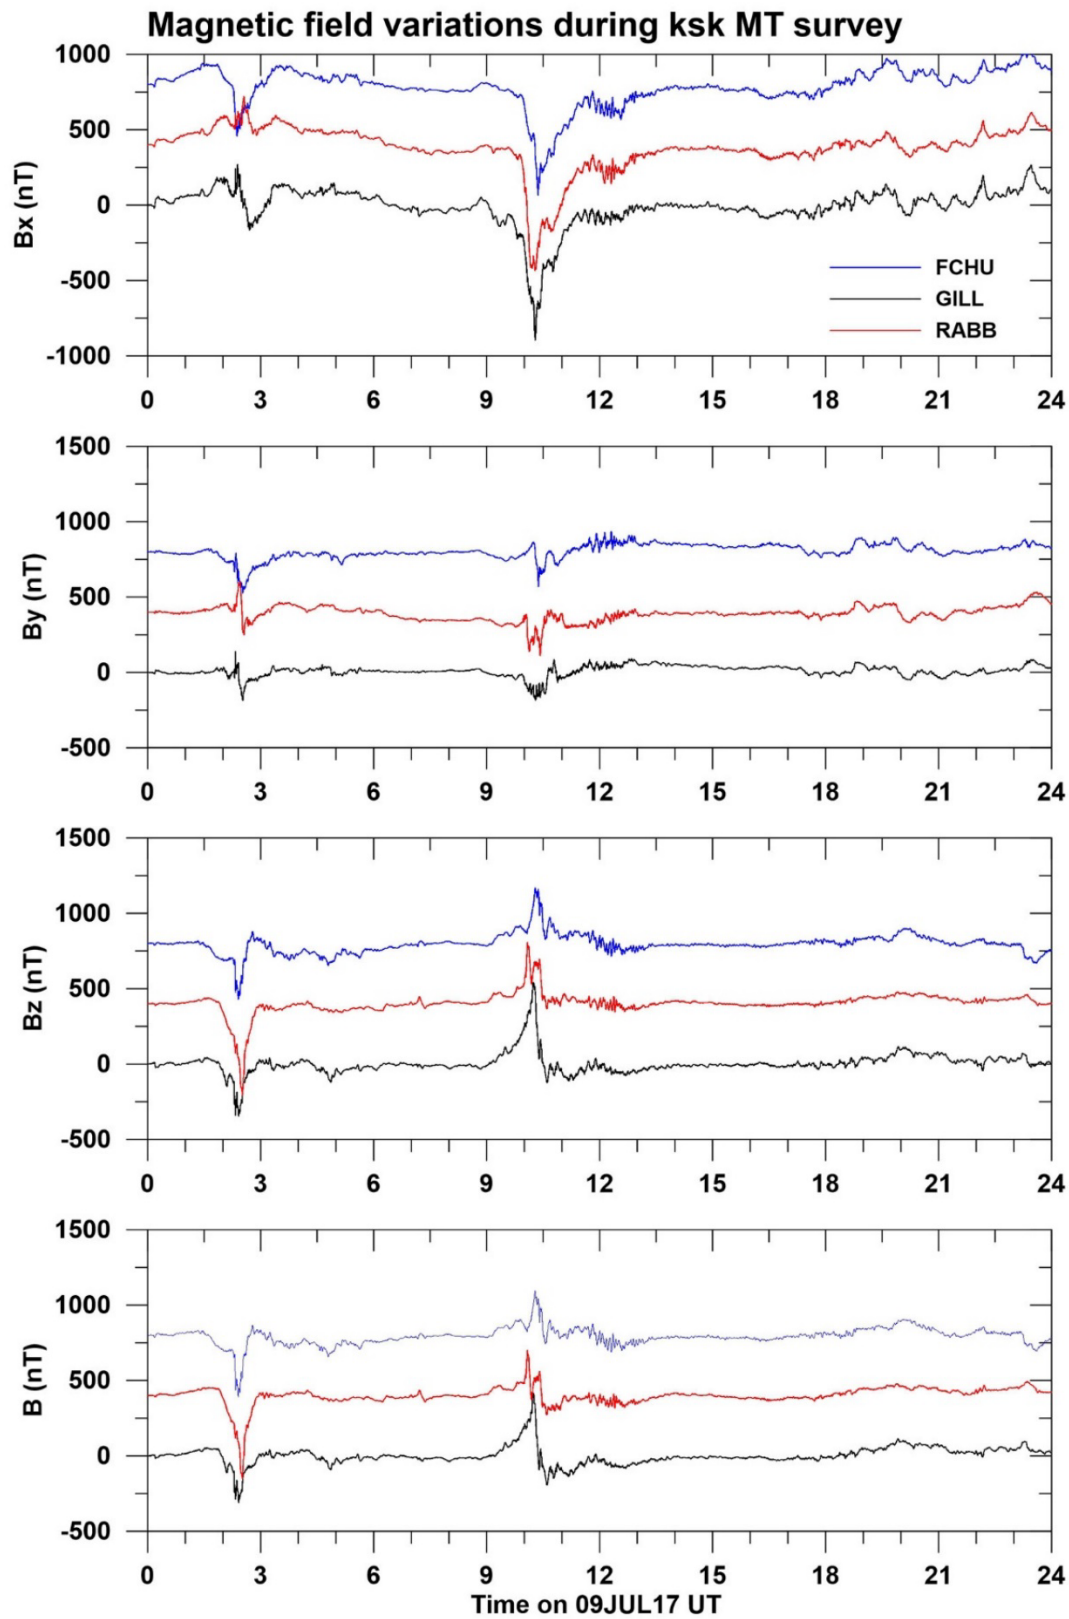 Magnetic field variations during ksk MT survey
1000
500
0
-500
-1000
Bx (nT)
FCHU
GILL
RABB
0 3 6 9 12 15 18 21 24
1500
1000
500
0
-500
By (nT)
0 3 6 9 12 15 18 21 24
1500
1000
500
0
-500
Bz (nT)
0 3 6 9 12 15 18 21 24
1500
1000
500
0
-500
B (nT)
0 3 6 9 12 15 18 21 24
Time on 09JUL17 UT